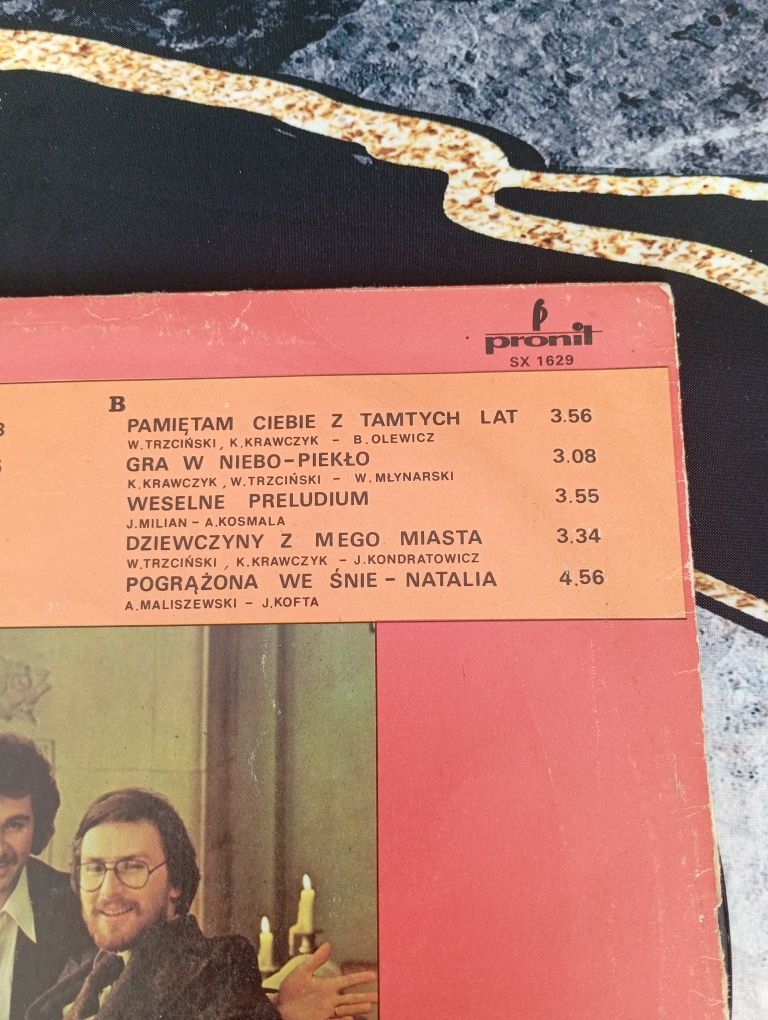 pronit
SX 1629
B
PAMIĘTAM CIEBIE Z TAMTYCH LAT 3.56
W.TRZCIŃSKI, K.KRAWCZYK – B.OLEWICZ
GRA W NIEBO–PIEKŁO 3.08
K.KRAWCZYK, W.TRZCIŃSKI – W.MŁYNARSKI
WESELNE PRELUDIUM 3.55
J.MILIAN – A.KOSMALA
DZIEWCZYNY Z MEGO MIASTA 3.34
W.TRZCIŃSKI, K.KRAWCZYK – J.KONDRATOWICZ
POGRĄŻONA WE ŚNIE – NATALIA 4.56
A.MALISZEWSKI – J.KOFTA